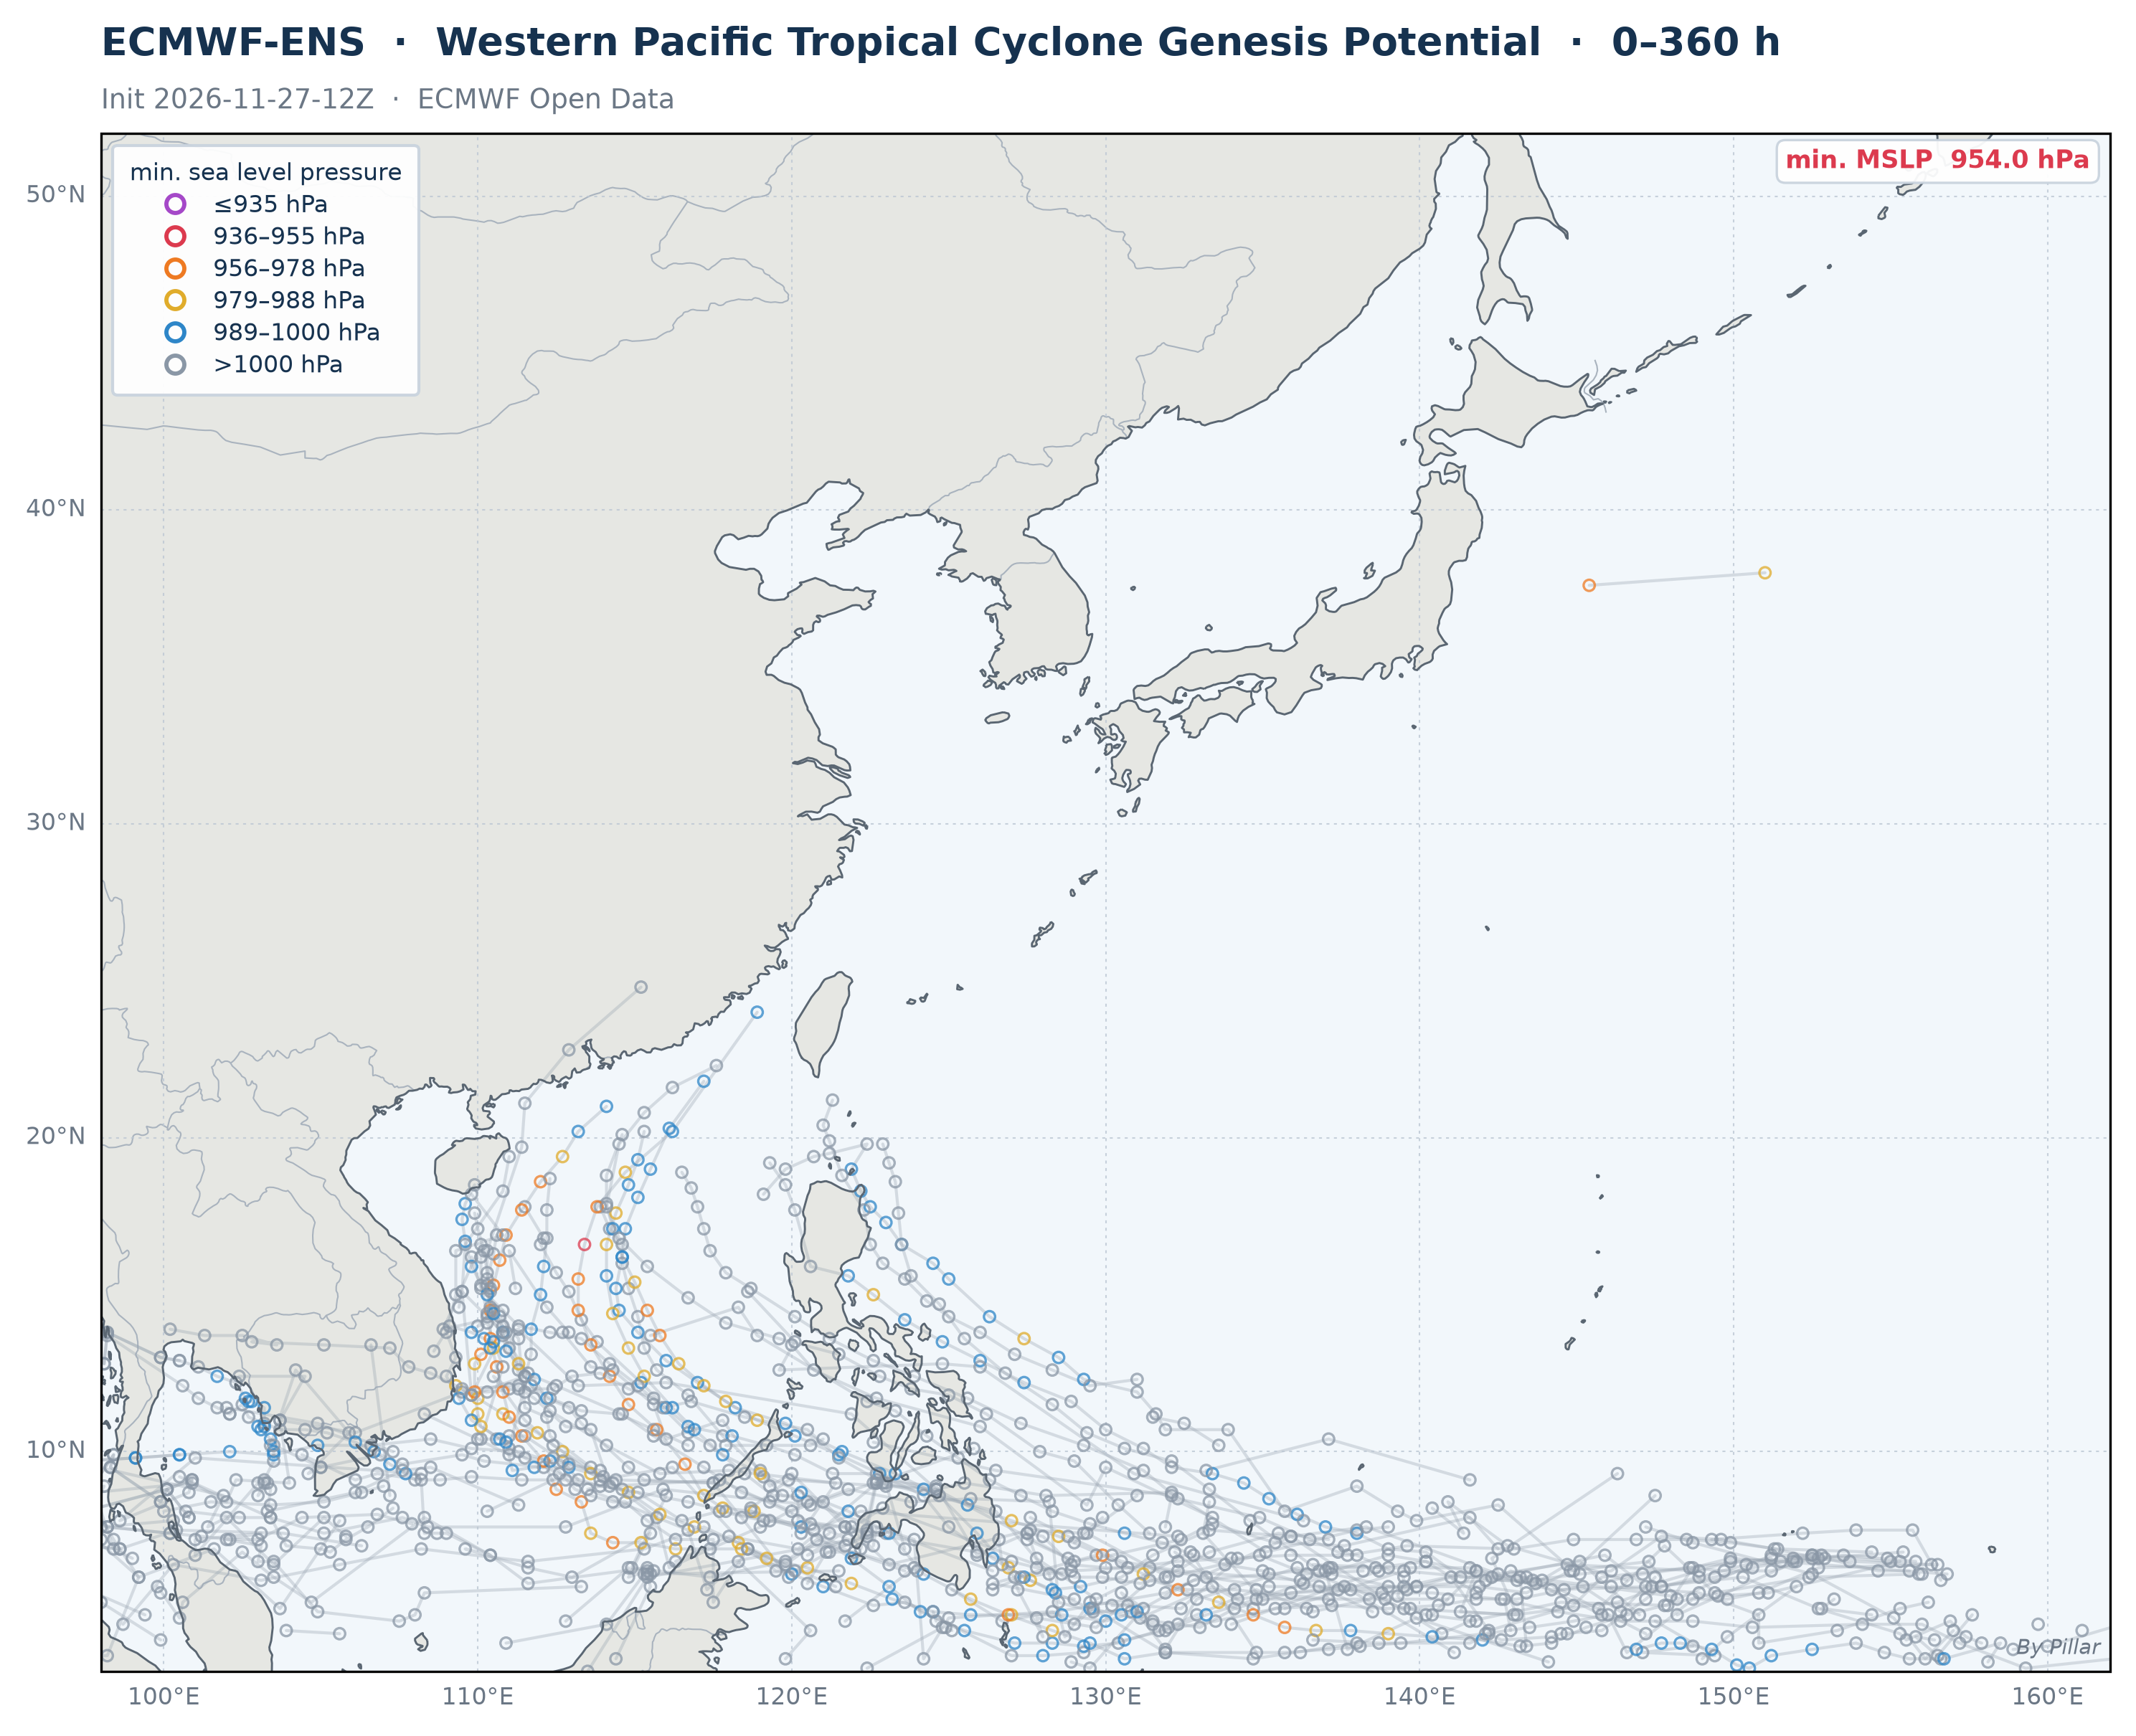 ECMWF-ENS · Western Pacific Tropical Cyclone Genesis Potential · 0–360 h
Init 2026-11-27-12Z · ECMWF Open Data
min. sea level pressure
≤935 hPa
936–955 hPa
956–978 hPa
979–988 hPa
989–1000 hPa
>1000 hPa
min. MSLP 954.0 hPa
50°N
40°N
30°N
20°N
10°N
By Pillar
100°E 110°E 120°E 130°E 140°E 150°E 160°E